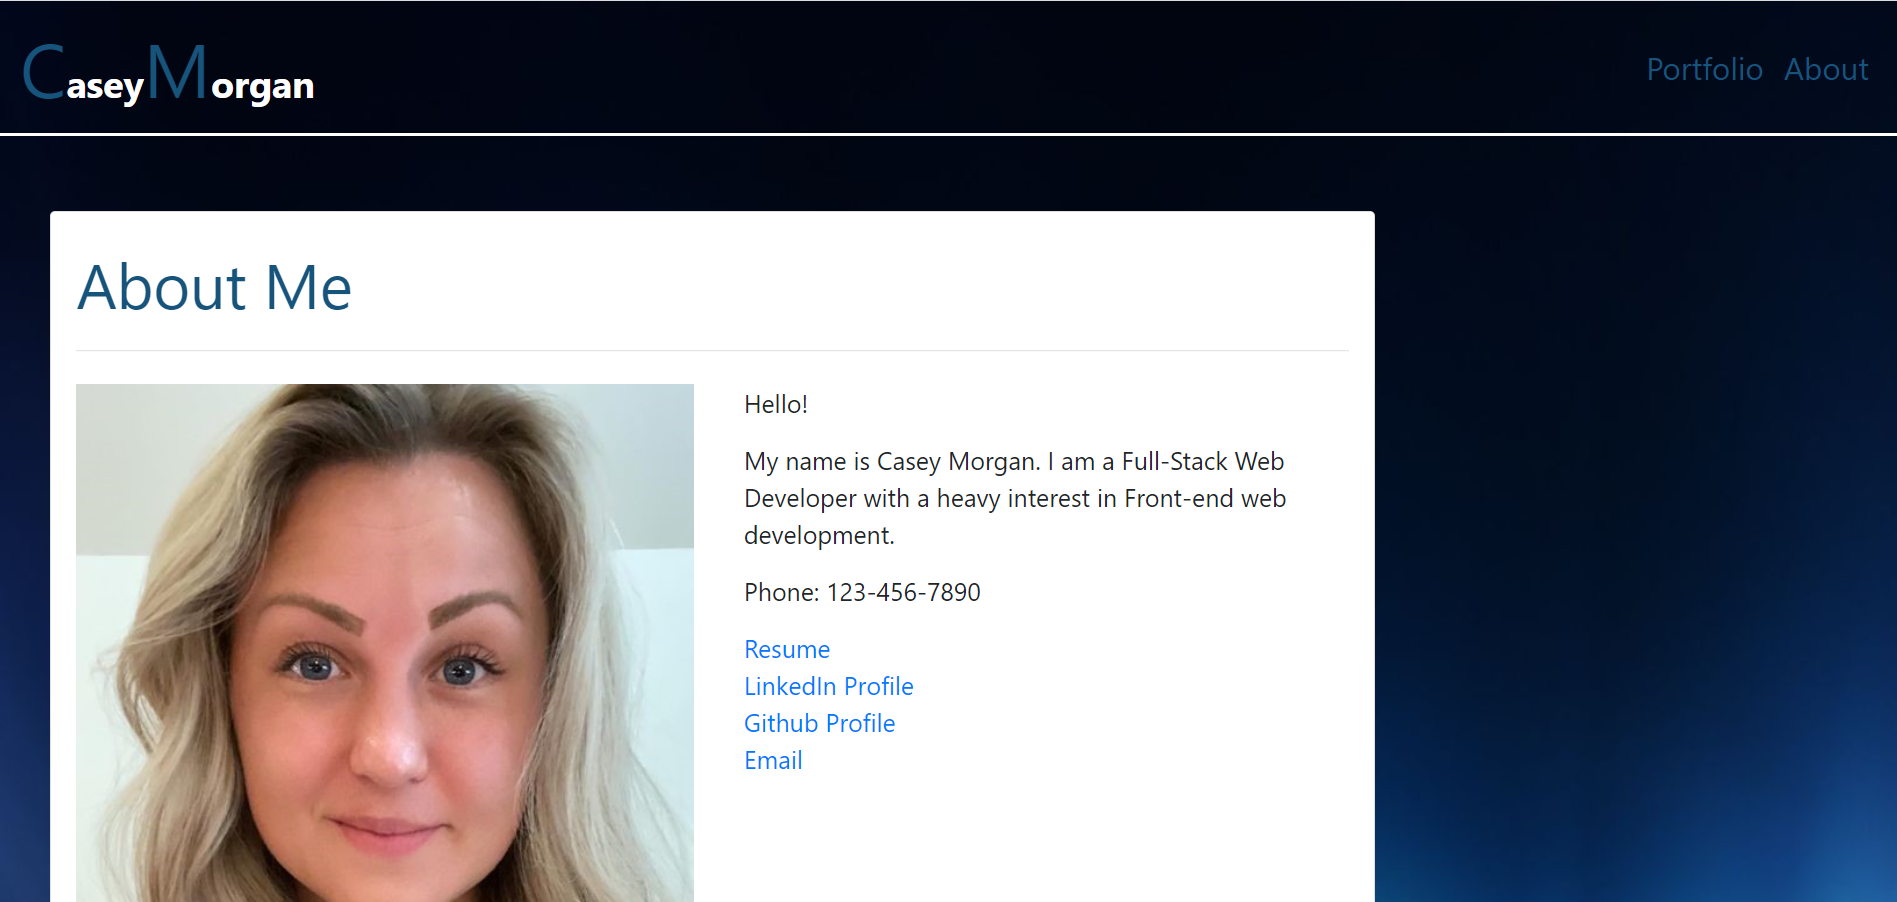 CaseyMorgan
Portfolio About
About Me
Hello!
My name is Casey Morgan. I am a Full-Stack Web
Developer with a heavy interest in Front-end web
development.
Phone: 123-456-7890
Resume
LinkedIn Profile
Github Profile
Email